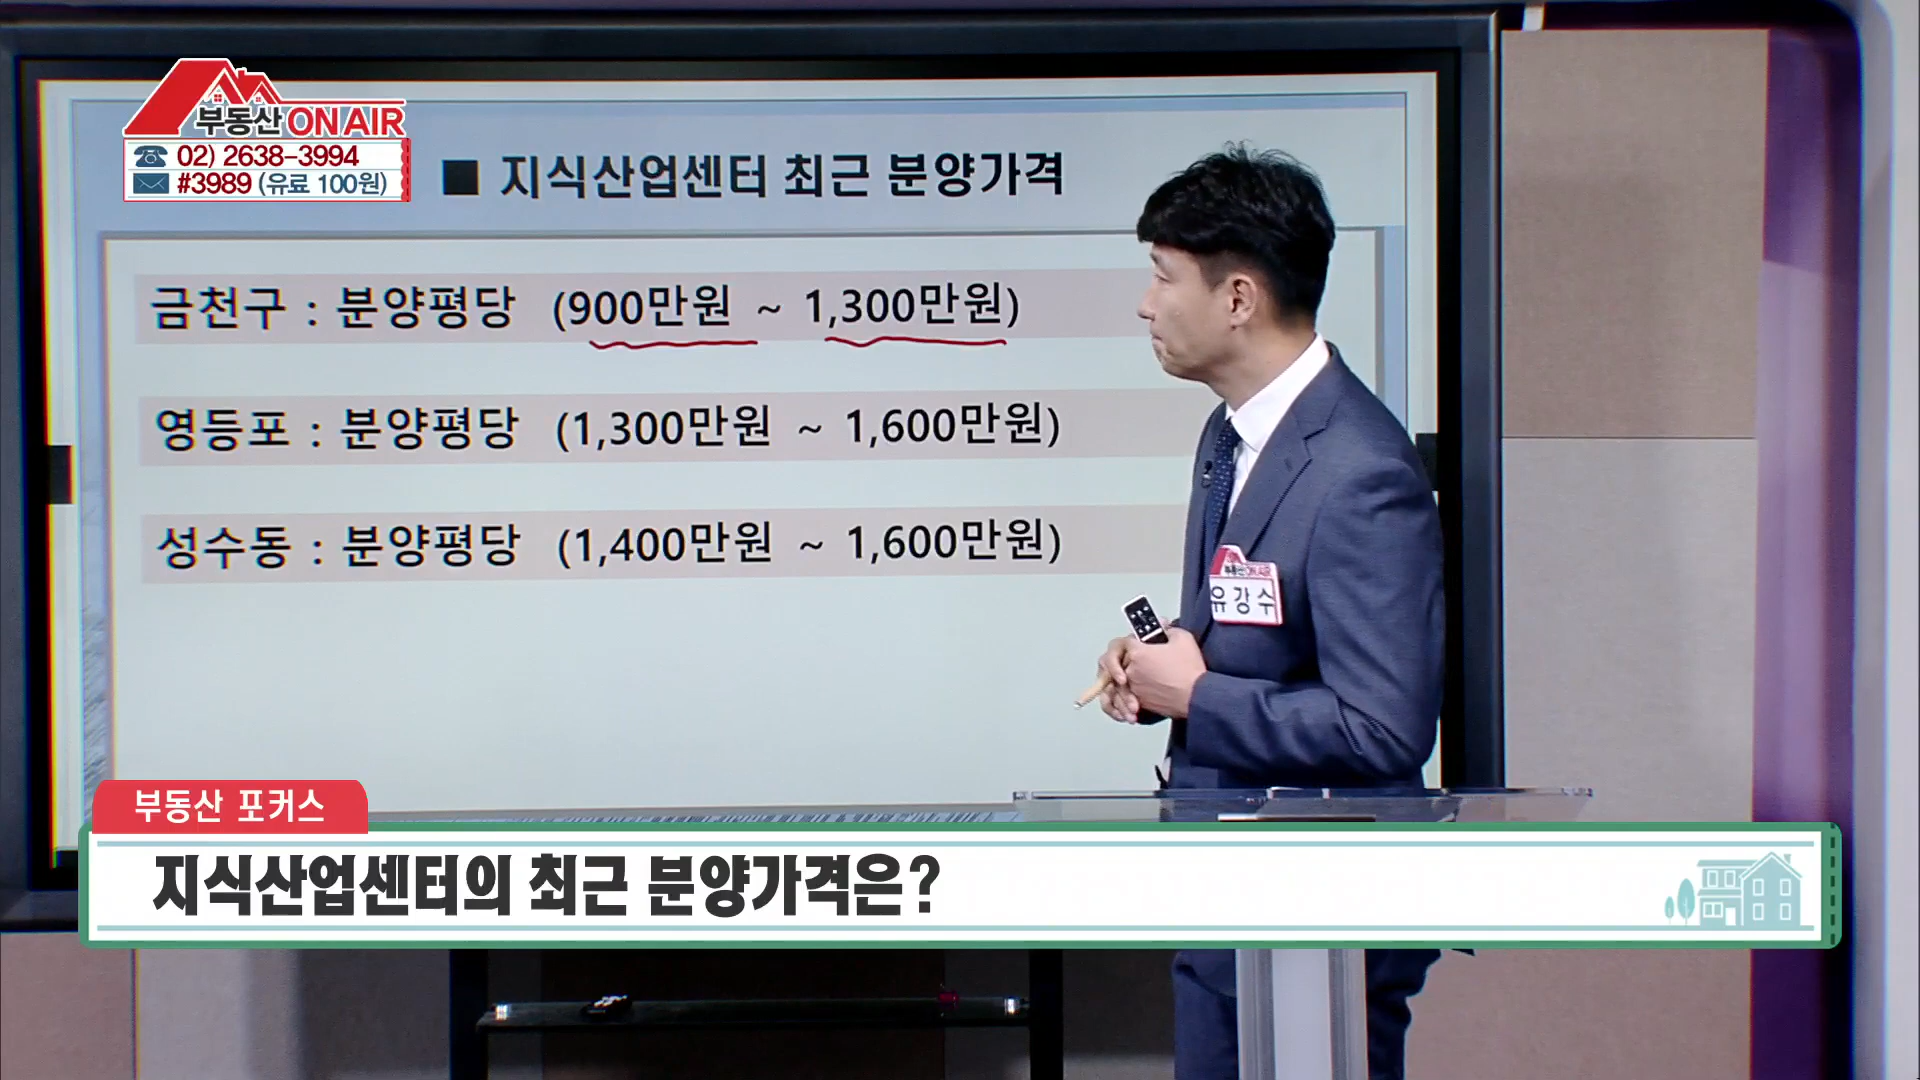 부동산 ON AIR
02) 2638-3994
#3989 (유료 100원)
■ 지식산업센터 최근 분양가격
금천구 : 분양평당 (900만원 ~ 1,300만원)
영등포 : 분양평당 (1,300만원 ~ 1,600만원)
성수동 : 분양평당 (1,400만원 ~ 1,600만원)
부동산 ON AIR
유강수
부동산 포커스
지식산업센터의 최근 분양가격은?